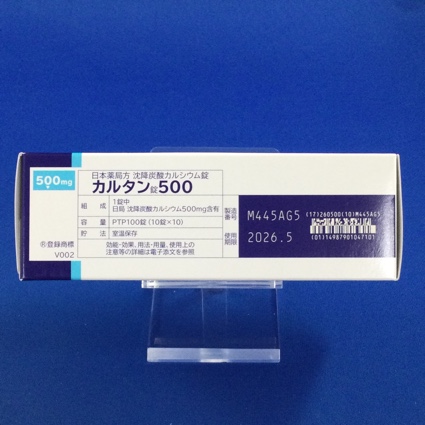 500mg
日本薬局方 沈降炭酸カルシウム錠
カルタン錠500
組 成 1錠中
日局 沈降炭酸カルシウム500mg含有
容 量 PTP100錠(10錠×10)
貯 法 室温保存
効能・効果、用法・用量、使用上の
注意等の詳細は電子添文を参照
®登録商標
V002
製造番号 M445AG5
使用期限 2026.5
(17)260500(10)M445AG5
(01)14987901047101